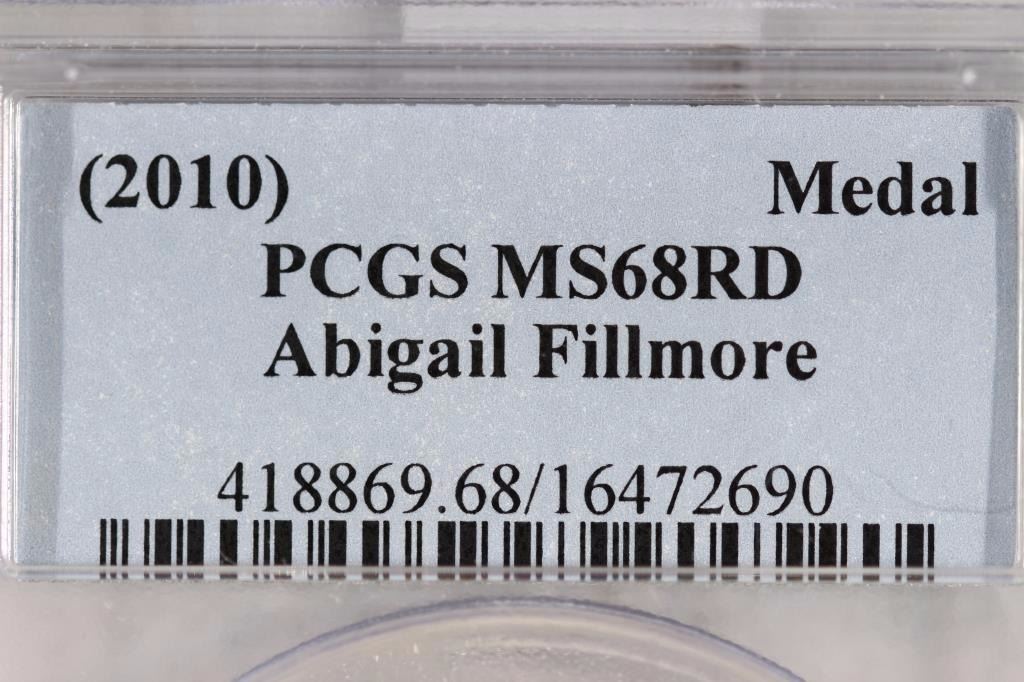 (2010) Medal
PCGS MS68RD
Abigail Fillmore
418869.68/16472690